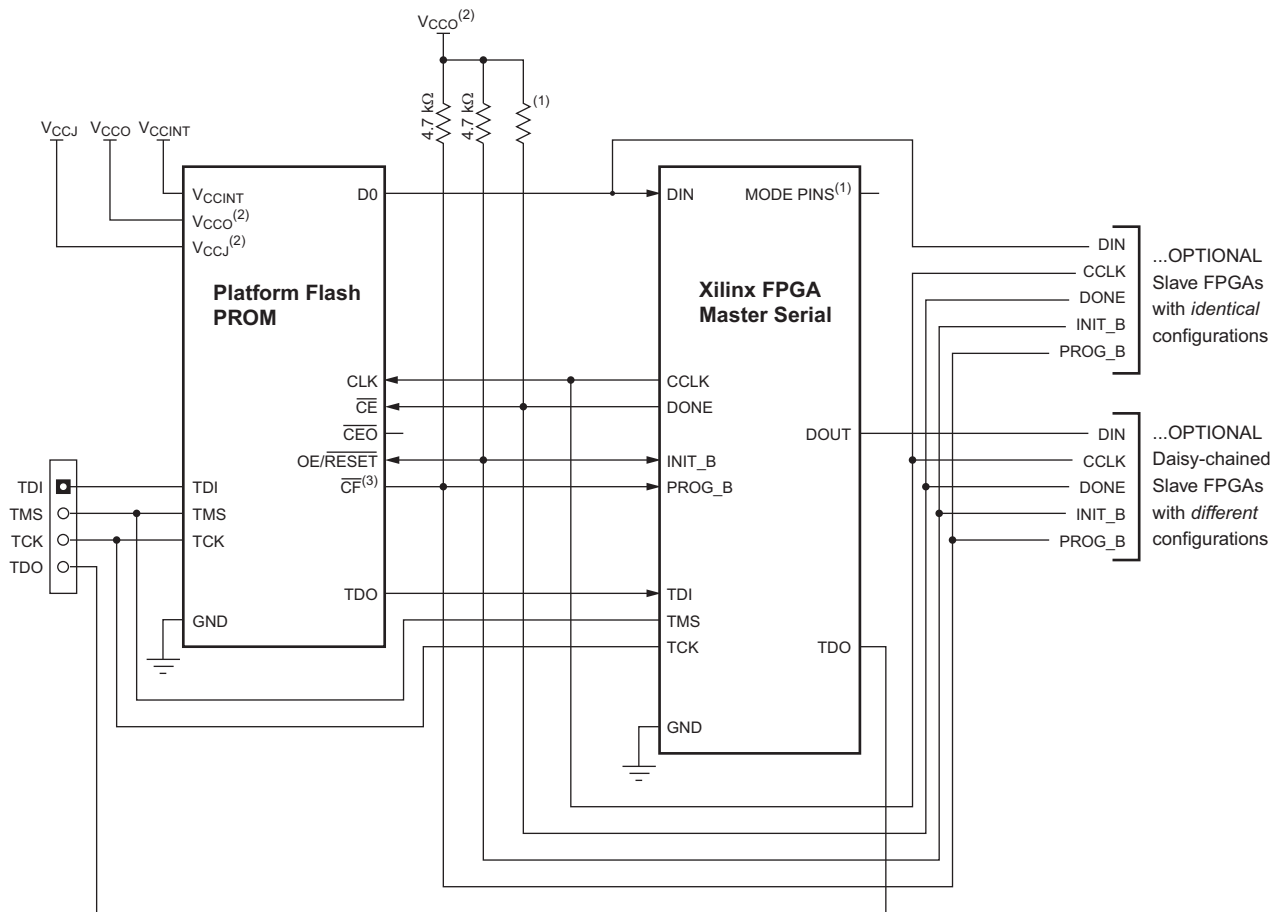 VCCO(2)
4.7 kΩ
4.7 kΩ
(1)
VCCJ VCCO VCCINT
VCCINT
VCCO(2)
VCCJ(2)
D0
Platform Flash
PROM
CLK
CE
CEO
OE/RESET
CF(3)
TDI
TMS
TCK
TDO
GND
TDI
TMS
TCK
TDO
DIN
MODE PINS(1)
Xilinx FPGA
Master Serial
CCLK
DONE
DOUT
INIT_B
PROG_B
TDI
TMS
TCK
TDO
GND
DIN
CCLK
DONE
INIT_B
PROG_B
...OPTIONAL
Slave FPGAs
with identical
configurations
DIN
CCLK
DONE
INIT_B
PROG_B
...OPTIONAL
Daisy-chained
Slave FPGAs
with different
configurations